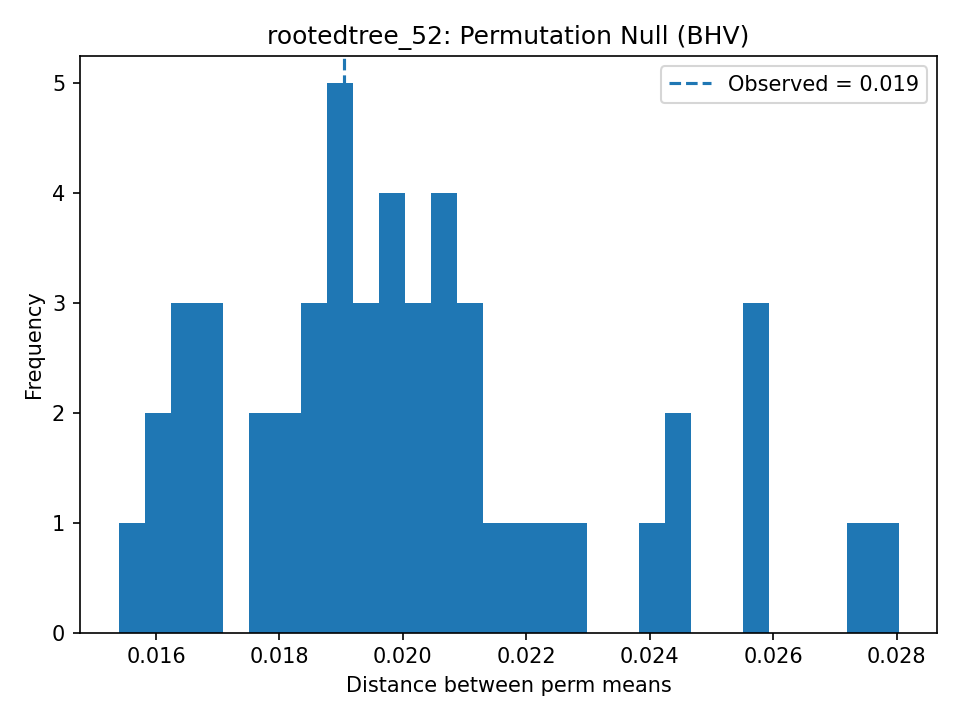 rootedtree_52: Permutation Null (BHV)
Observed = 0.019
Frequency
5
4
3
2
1
0
0.016 0.018 0.020 0.022 0.024 0.026 0.028
Distance between perm means